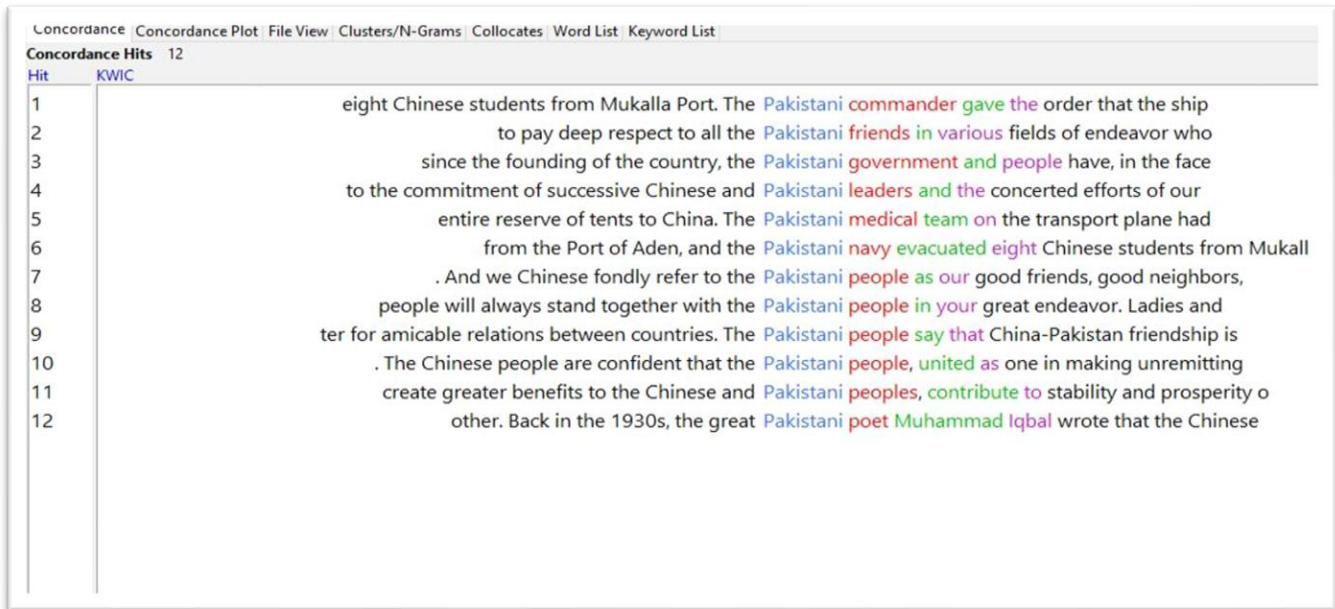 Concordance Concordance Plot File View Clusters/N-Grams Collocates Word List Keyword List
Concordance Hits 12
Hit KWIC
1 eight Chinese students from Mukalla Port. The Pakistani commander gave the order that the ship
2 to pay deep respect to all the Pakistani friends in various fields of endeavor who
3 since the founding of the country, the Pakistani government and people have, in the face
4 to the commitment of successive Chinese and Pakistani leaders and the concerted efforts of our
5 entire reserve of tents to China. The Pakistani medical team on the transport plane had
6 from the Port of Aden, and the Pakistani navy evacuated eight Chinese students from Mukall
7 . And we Chinese fondly refer to the Pakistani people as our good friends, good neighbors,
8 people will always stand together with the Pakistani people in your great endeavor. Ladies and
9 ter for amicable relations between countries. The Pakistani people say that China-Pakistan friendship is
10 . The Chinese people are confident that the Pakistani people, united as one in making unremitting
11 create greater benefits to the Chinese and Pakistani peoples, contribute to stability and prosperity o
12 other. Back in the 1930s, the great Pakistani poet Muhammad Iqbal wrote that the Chinese